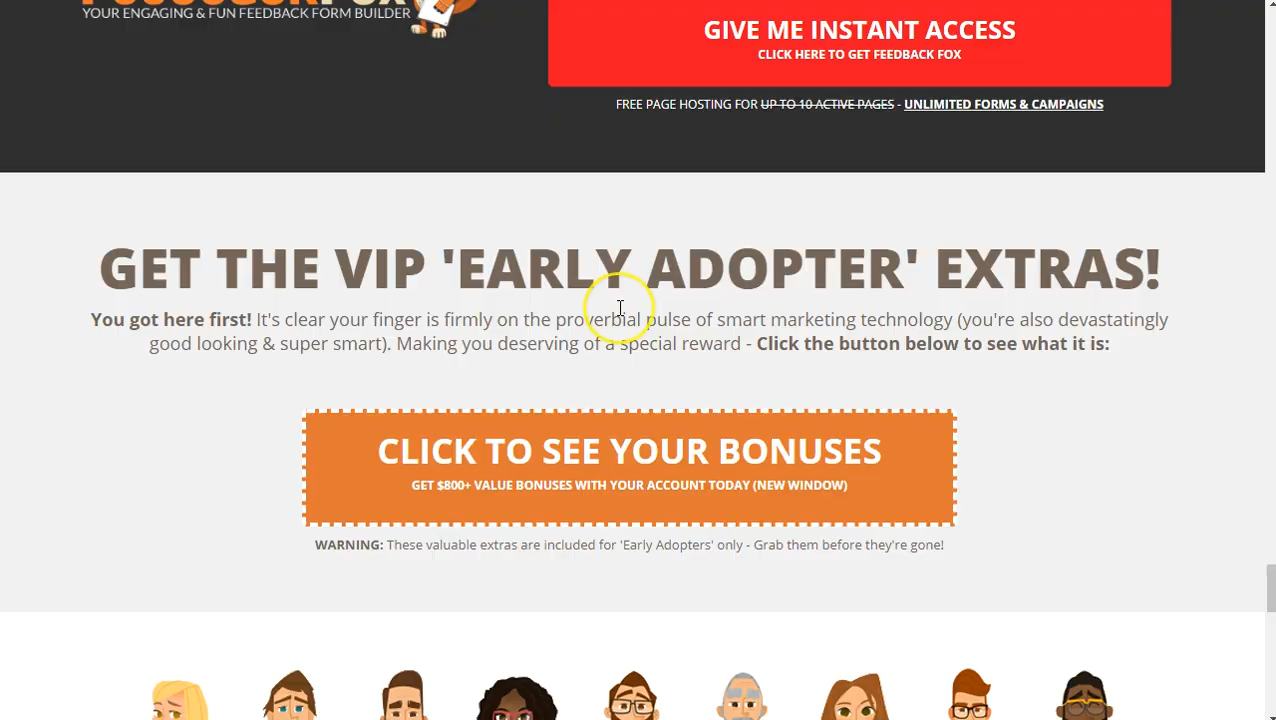 YOUR ENGAGING & FUN FEEDBACK FORM BUILDER
GIVE ME INSTANT ACCESS
CLICK HERE TO GET FEEDBACK FOX
FREE PAGE HOSTING FOR UP TO 10 ACTIVE PAGES - UNLIMITED FORMS & CAMPAIGNS
GET THE VIP 'EARLY ADOPTER' EXTRAS!
You got here first! It's clear your finger is firmly on the proverbial pulse of smart marketing technology (you're also devastatingly
good looking & super smart). Making you deserving of a special reward - Click the button below to see what it is:
CLICK TO SEE YOUR BONUSES
GET $800+ VALUE BONUSES WITH YOUR ACCOUNT TODAY (NEW WINDOW)
WARNING: These valuable extras are included for 'Early Adopters' only - Grab them before they're gone!